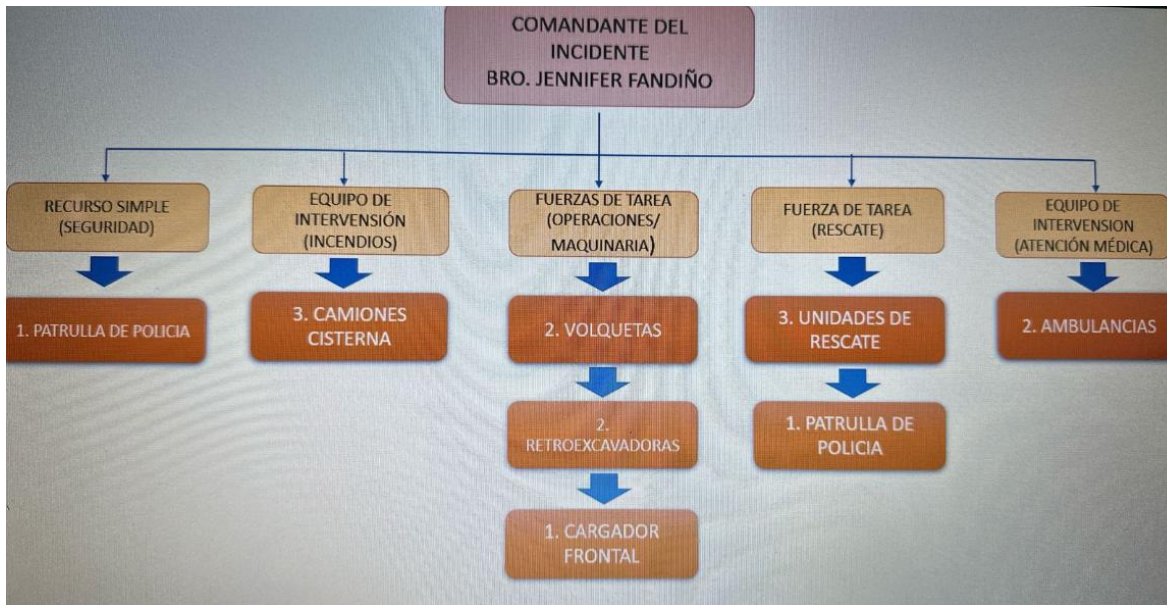 COMANDANTE DEL
INCIDENTE
BRO. JENNIFER FANDIÑO
RECURSO SIMPLE
(SEGURIDAD)
EQUIPO DE
INTERVENSIÓN
(INCENDIOS)
FUERZAS DE TAREA
(OPERACIONES/
MAQUINARIA)
FUERZA DE TAREA
(RESCATE)
EQUIPO DE
INTERVENSION
(ATENCIÓN MÉDICA)
1. PATRULLA DE POLICIA
3. CAMIONES
CISTERNA
2. VOLQUETAS
3. UNIDADES DE
RESCATE
2. AMBULANCIAS
2.
RETROEXCAVADORAS
1. PATRULLA DE
POLICIA
1. CARGADOR
FRONTAL